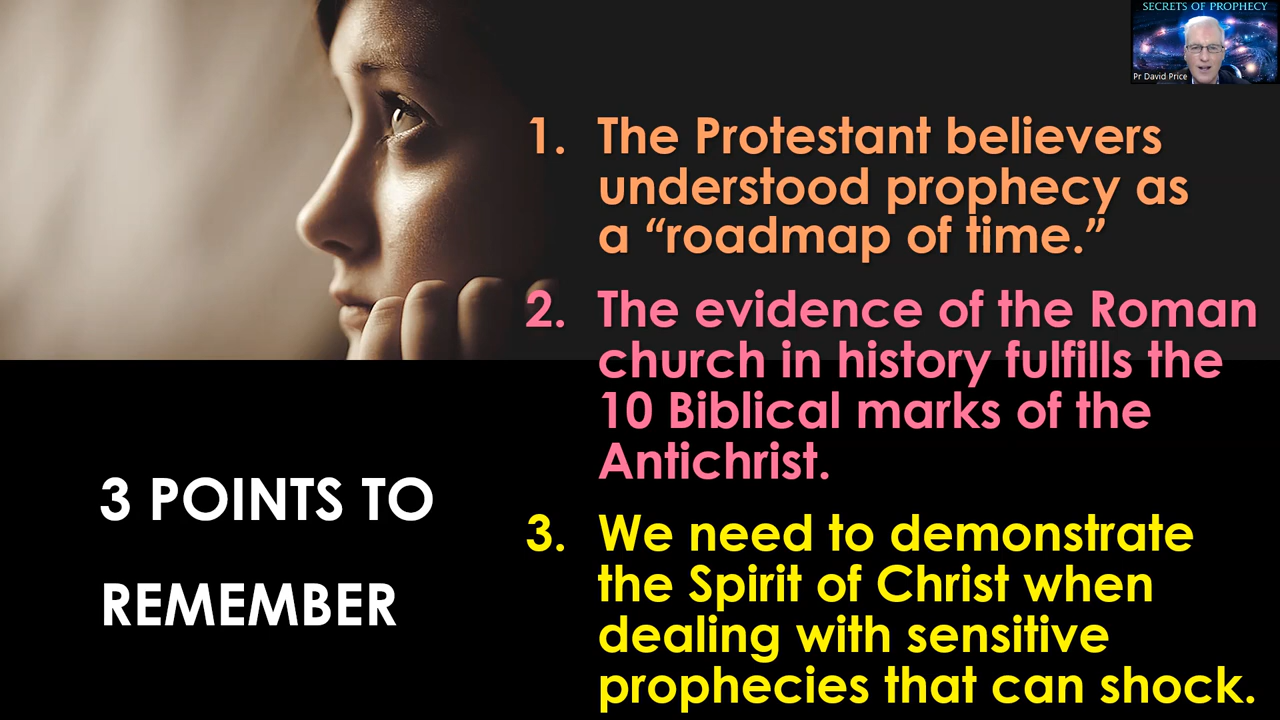 SECRETS OF PROPHECY
Pr David Price
1. The Protestant believers
understood prophecy as
a “roadmap of time.”
2. The evidence of the Roman
church in history fulfills the
10 Biblical marks of the
Antichrist.
3. We need to demonstrate
the Spirit of Christ when
dealing with sensitive
prophecies that can shock.
3 POINTS TO
REMEMBER